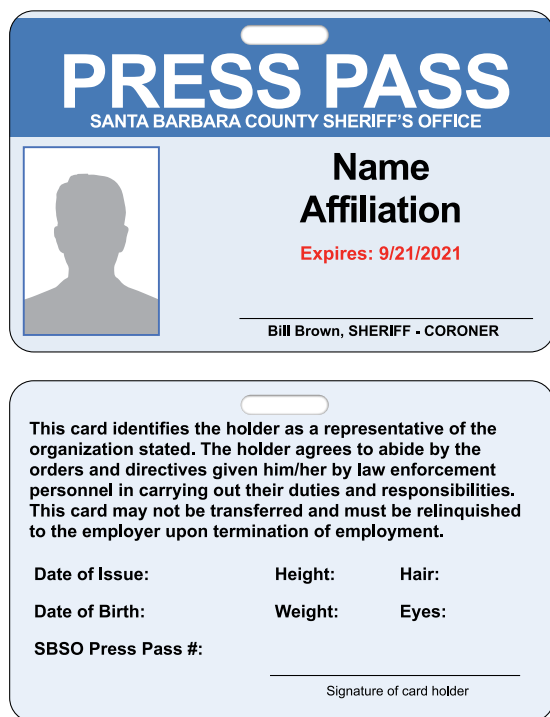 PRESS PASS
SANTA BARBARA COUNTY SHERIFF'S OFFICE
Name
Affiliation
Expires: 9/21/2021
Bill Brown, SHERIFF - CORONER
This card identifies the holder as a representative of the
organization stated. The holder agrees to abide by the
orders and directives given him/her by law enforcement
personnel in carrying out their duties and responsibilities.
This card may not be transferred and must be relinquished
to the employer upon termination of employment.
Date of Issue: Height: Hair:
Date of Birth: Weight: Eyes:
SBSO Press Pass #:
Signature of card holder